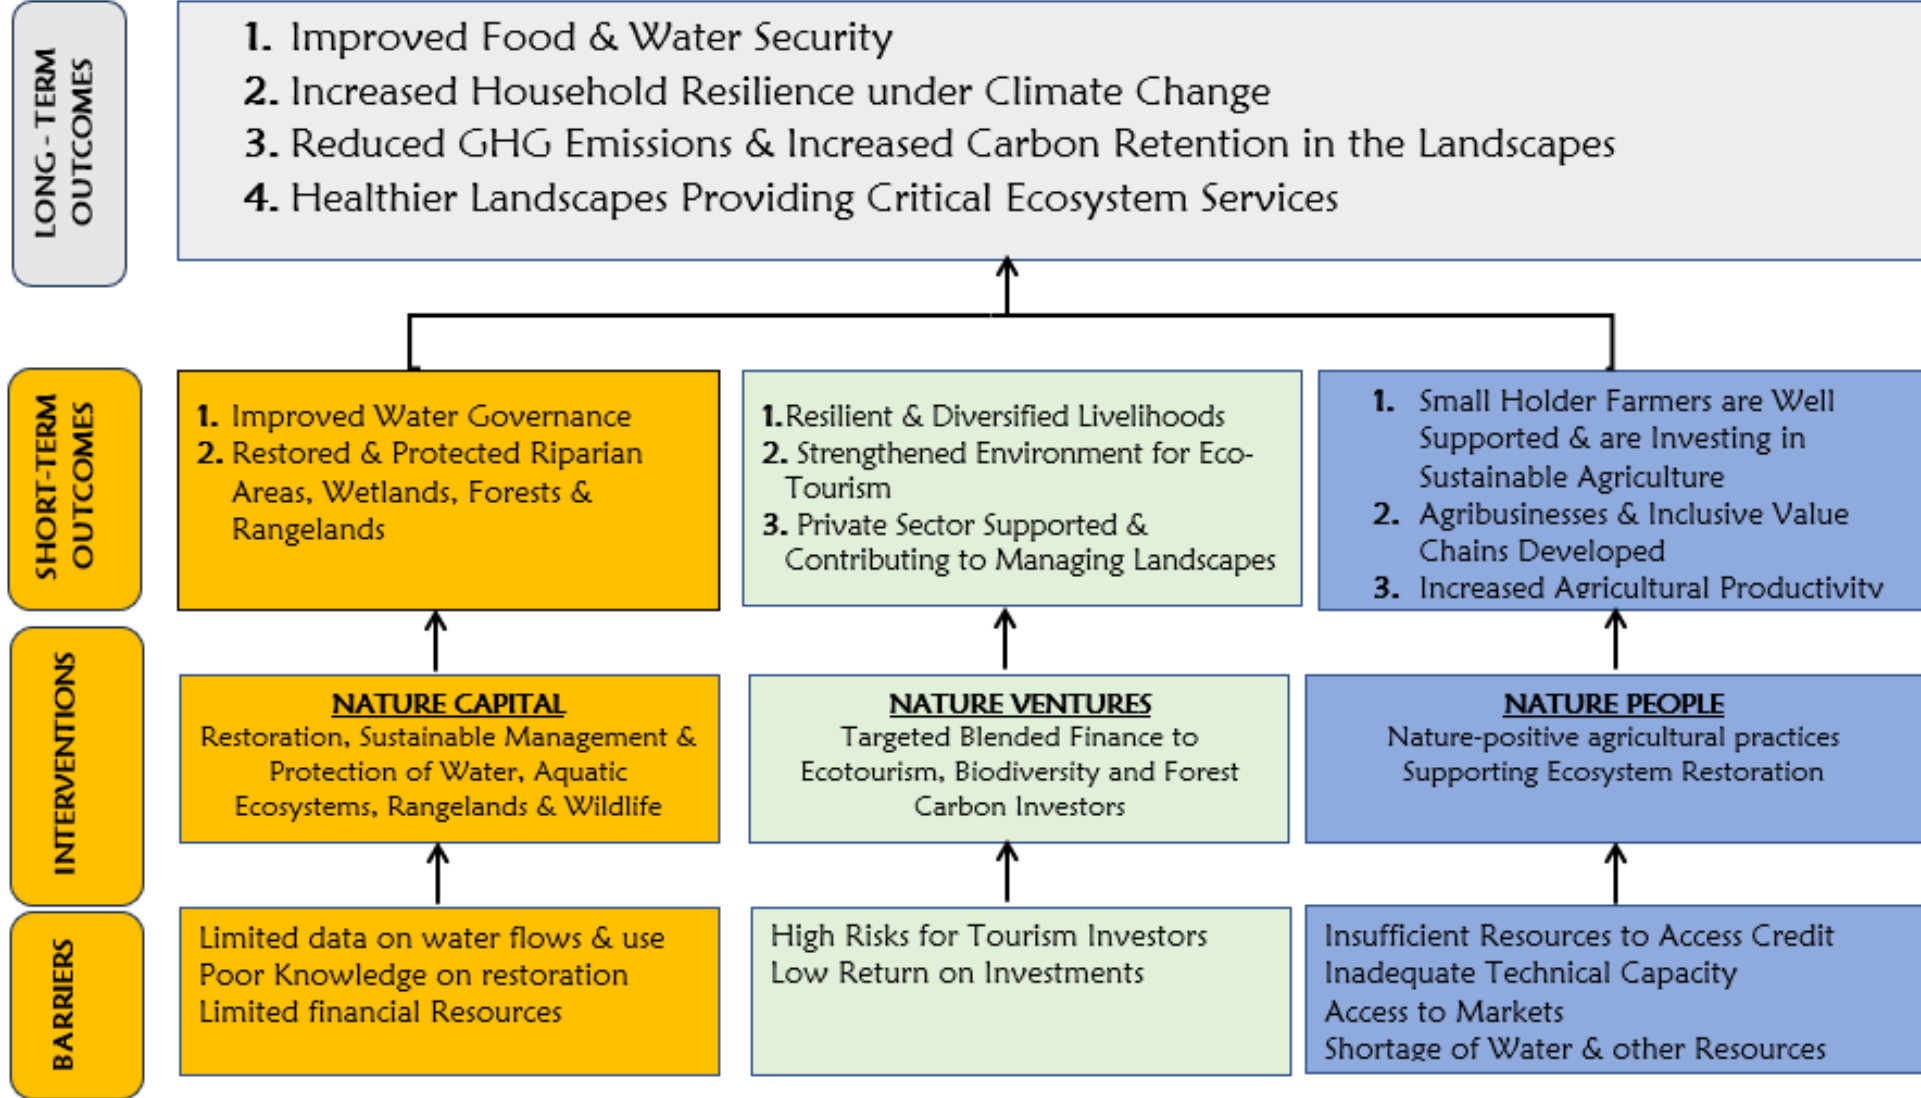 LONG - TERM
OUTCOMES
1. Improved Food & Water Security
2. Increased Household Resilience under Climate Change
3. Reduced GHG Emissions & Increased Carbon Retention in the Landscapes
4. Healthier Landscapes Providing Critical Ecosystem Services
SHORT-TERM
OUTCOMES
1. Improved Water Governance
2. Restored & Protected Riparian
Areas, Wetlands, Forests &
Rangelands
1.Resilient & Diversified Livelihoods
2. Strengthened Environment for Eco-
Tourism
3. Private Sector Supported &
Contributing to Managing Landscapes
1. Small Holder Farmers are Well
Supported & are Investing in
Sustainable Agriculture
2. Agribusinesses & Inclusive Value
Chains Developed
3. Increased Agricultural Productivity
INTERVENTIONS
NATURE CAPITAL
Restoration, Sustainable Management &
Protection of Water, Aquatic
Ecosystems, Rangelands & Wildlife
NATURE VENTURES
Targeted Blended Finance to
Ecotourism, Biodiversity and Forest
Carbon Investors
NATURE PEOPLE
Nature-positive agricultural practices
Supporting Ecosystem Restoration
BARRIERS
Limited data on water flows & use
Poor Knowledge on restoration
Limited financial Resources
High Risks for Tourism Investors
Low Return on Investments
Insufficient Resources to Access Credit
Inadequate Technical Capacity
Access to Markets
Shortage of Water & other Resources